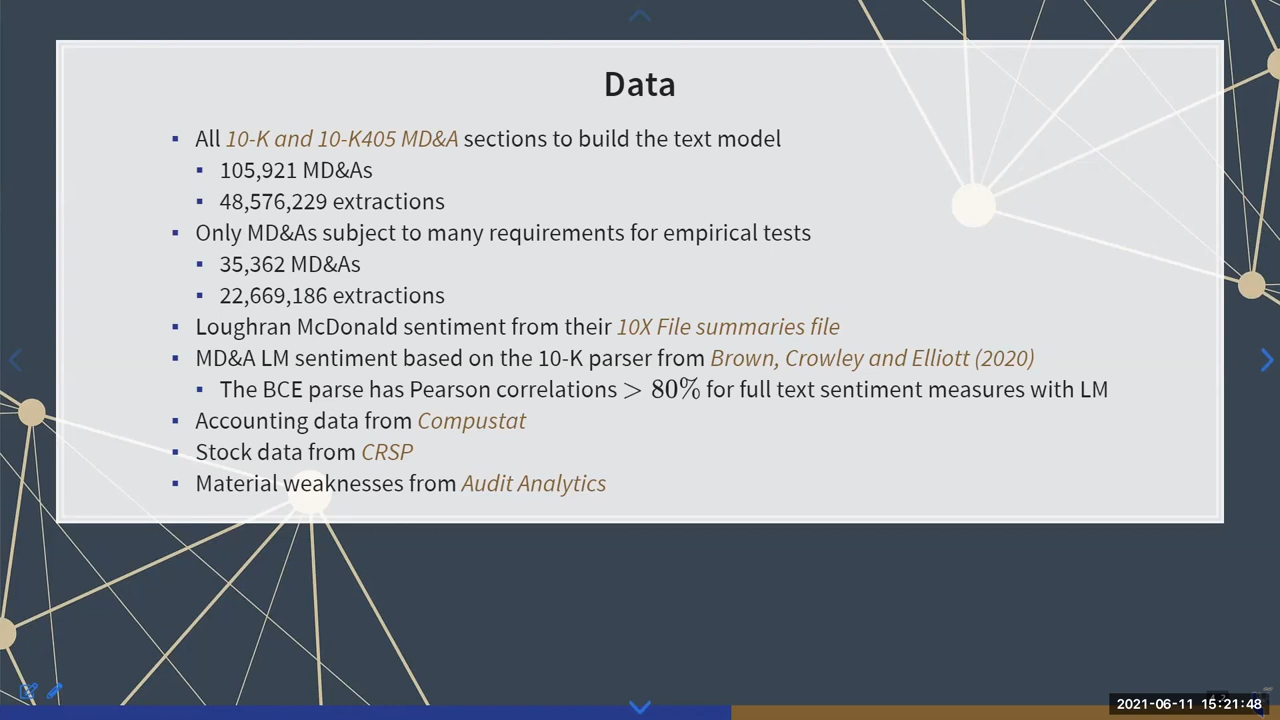 Data
All 10-K and 10-K405 MD&A sections to build the text model
105,921 MD&As
48,576,229 extractions
Only MD&As subject to many requirements for empirical tests
35,362 MD&As
22,669,186 extractions
Loughran McDonald sentiment from their 10X File summaries file
MD&A LM sentiment based on the 10-K parser from Brown, Crowley and Elliott (2020)
The BCE parse has Pearson correlations > 80% for full text sentiment measures with LM
Accounting data from Compustat
Stock data from CRSP
Material weaknesses from Audit Analytics
2021-06-11 15:21:48